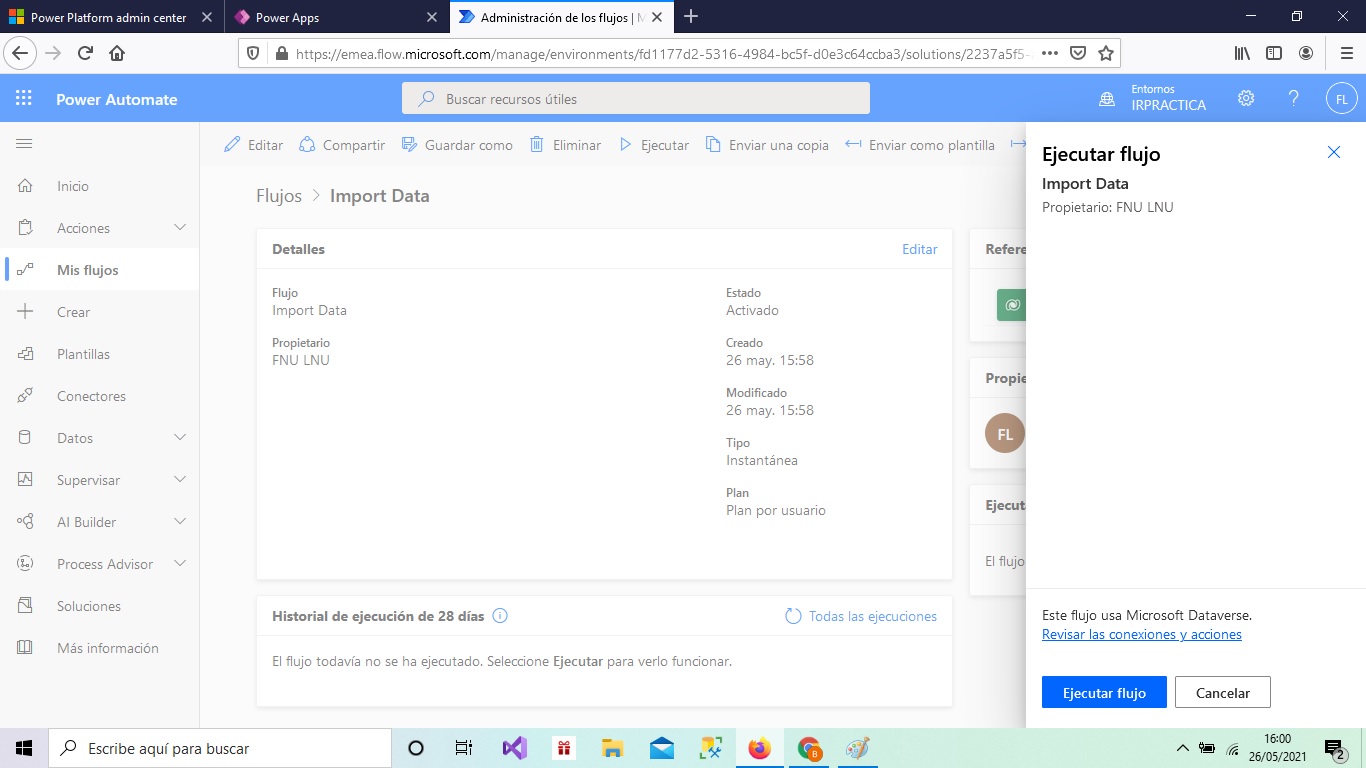 Power Platform admin center
Power Apps
Administración de los flujos | M
https://emea.flow.microsoft.com/manage/environments/fd1177d2-5316-4984-bc5f-d0e3c64ccba3/solutions/2237a5f5-
Power Automate
Buscar recursos útiles
Entornos
IRPRACTICA
FL
Editar
Compartir
Guardar como
Eliminar
Ejecutar
Enviar una copia
Enviar como plantilla
Inicio
Acciones
Mis flujos
Crear
Plantillas
Conectores
Datos
Supervisar
AI Builder
Process Advisor
Soluciones
Más información
Flujos > Import Data
Detalles
Editar
Flujo
Import Data
Propietario
FNU LNU
Estado
Activado
Creado
26 may. 15:58
Modificado
26 may. 15:58
Tipo
Instantánea
Plan
Plan por usuario
Historial de ejecución de 28 días
Todas las ejecuciones
El flujo todavía no se ha ejecutado. Seleccione Ejecutar para verlo funcionar.
Refere
Propie
FL
Ejecuta
El flujo
Ejecutar flujo
Import Data
Propietario: FNU LNU
Este flujo usa Microsoft Dataverse.
Revisar las conexiones y acciones
Ejecutar flujo
Cancelar
Escribe aquí para buscar
B
16:00
26/05/2021
2